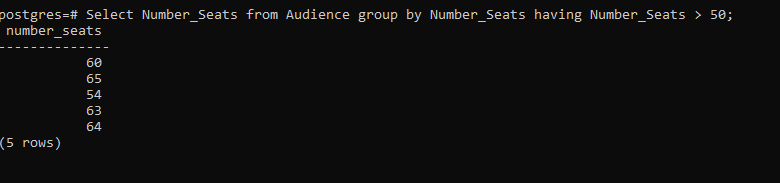 postgres=# Select Number_Seats from Audience group by Number_Seats having Number_Seats > 50;
number_seats
--------------
60
65
54
63
64
(5 rows)